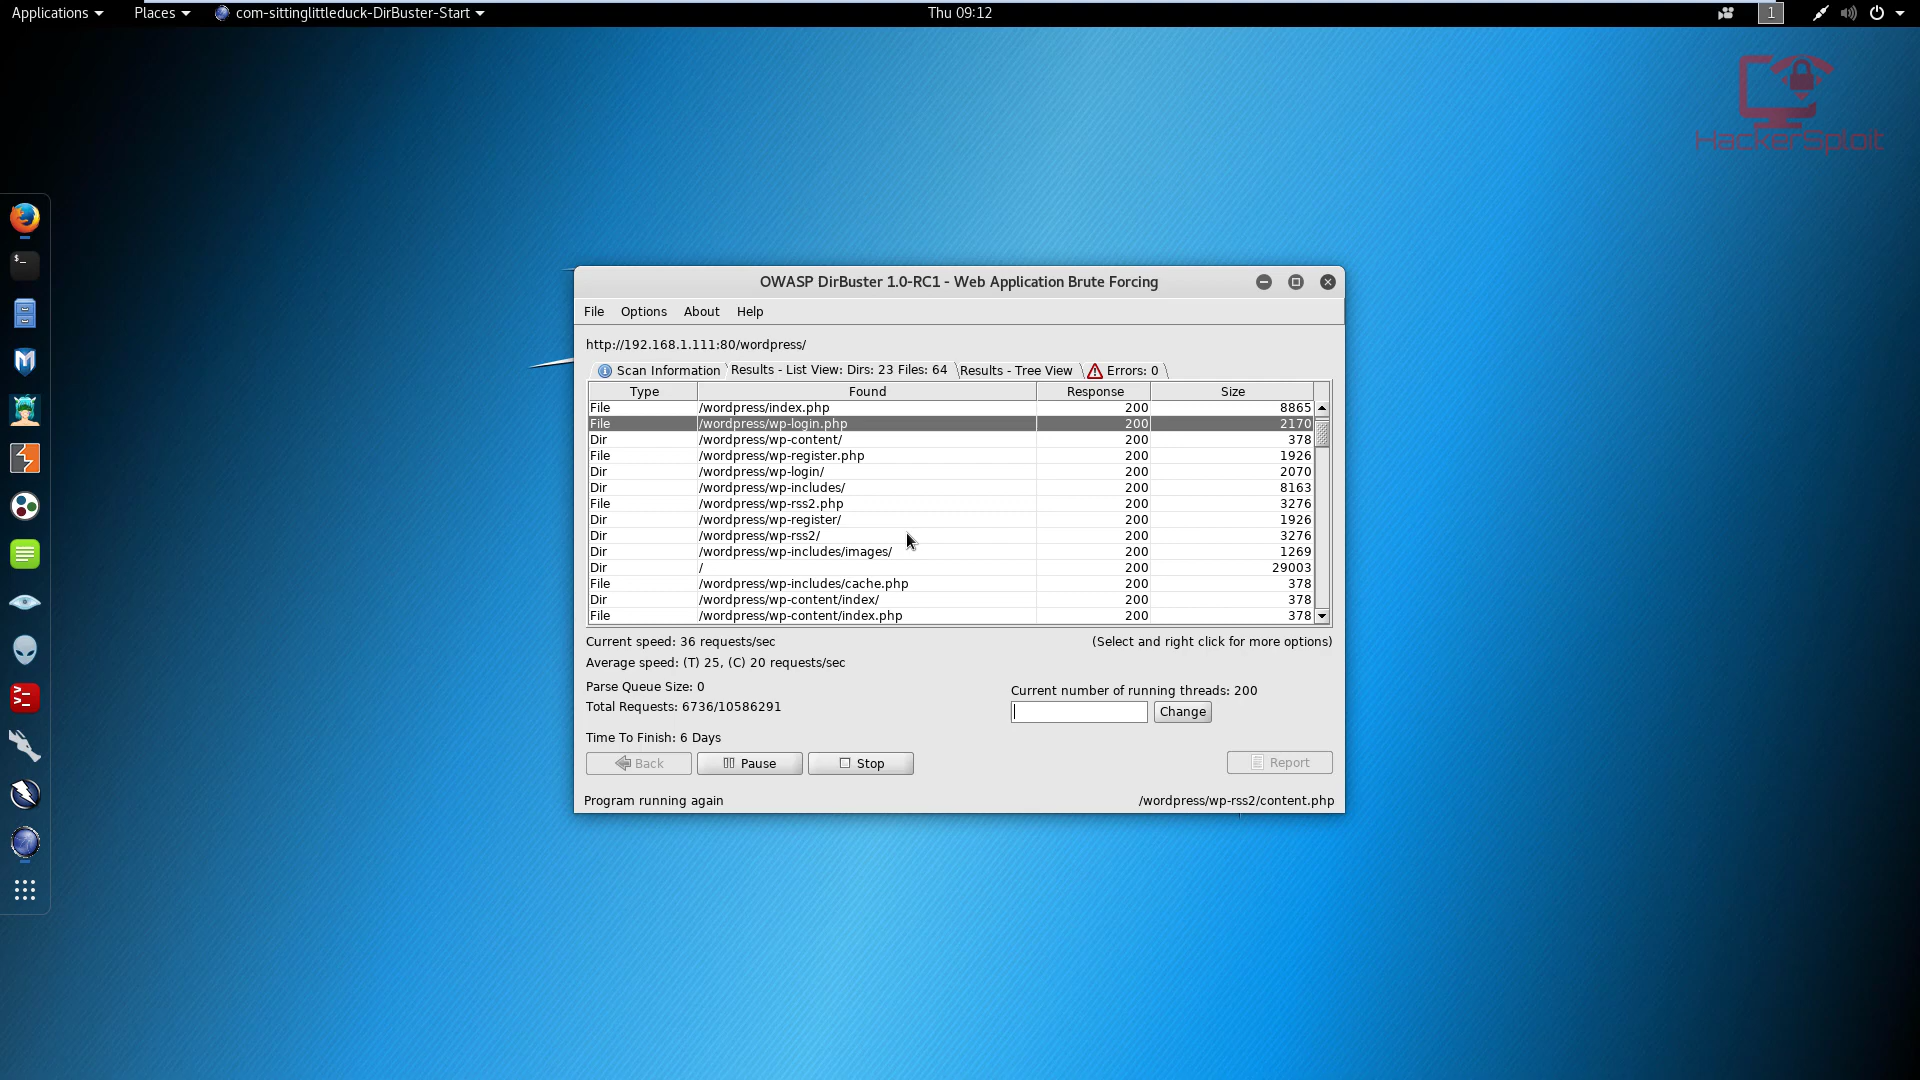 Applications Places com-sittinglittleduck-DirBuster-Start Thu 09:12 1
HackerSploit
OWASP DirBuster 1.0-RC1 - Web Application Brute Forcing
File Options About Help
http://192.168.1.111:80/wordpress/
Scan Information Results - List View: Dirs: 23 Files: 64 Results - Tree View Errors: 0
Type Found Response Size
File /wordpress/index.php 200 8865
File /wordpress/wp-login.php 200 2170
Dir /wordpress/wp-content/ 200 378
File /wordpress/wp-register.php 200 1926
Dir /wordpress/wp-login/ 200 2070
Dir /wordpress/wp-includes/ 200 8163
File /wordpress/wp-rss2.php 200 3276
Dir /wordpress/wp-register/ 200 1926
Dir /wordpress/wp-rss2/ 200 3276
Dir /wordpress/wp-includes/images/ 200 1269
Dir / 200 29003
File /wordpress/wp-includes/cache.php 200 378
Dir /wordpress/wp-content/index/ 200 378
File /wordpress/wp-content/index.php 200 378
Current speed: 36 requests/sec (Select and right click for more options)
Average speed: (T) 25, (C) 20 requests/sec
Parse Queue Size: 0 Current number of running threads: 200
Total Requests: 6736/10586291 Change
Time To Finish: 6 Days
Back Pause Stop Report
Program running again /wordpress/wp-rss2/content.php